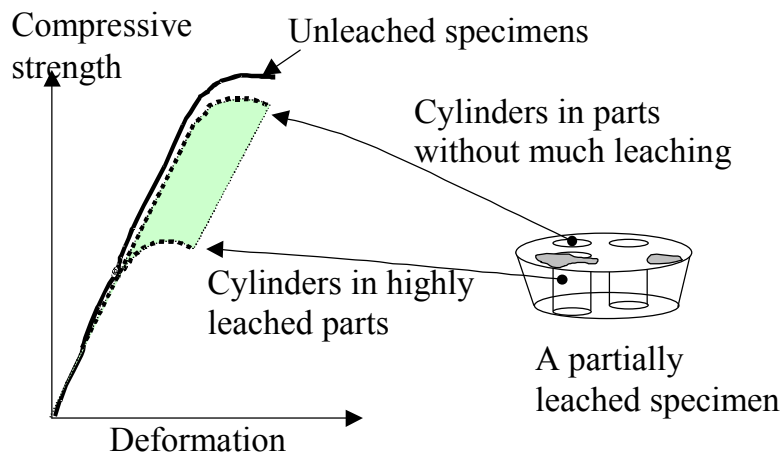 Compressive
strength
Unleached specimens
Cylinders in parts
without much leaching
Cylinders in highly
leached parts
A partially
leached specimen
Deformation